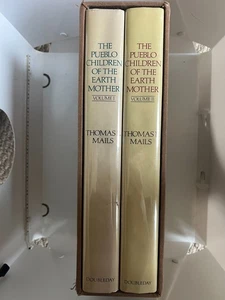 THE
PUEBLO
CHILDREN
OF THE
EARTH
MOTHER
VOLUME I
THOMAS E.
MAILS
DOUBLEDAY
THE
PUEBLO
CHILDREN
OF THE
EARTH
MOTHER
VOLUME II
THOMAS E.
MAILS
DOUBLEDAY